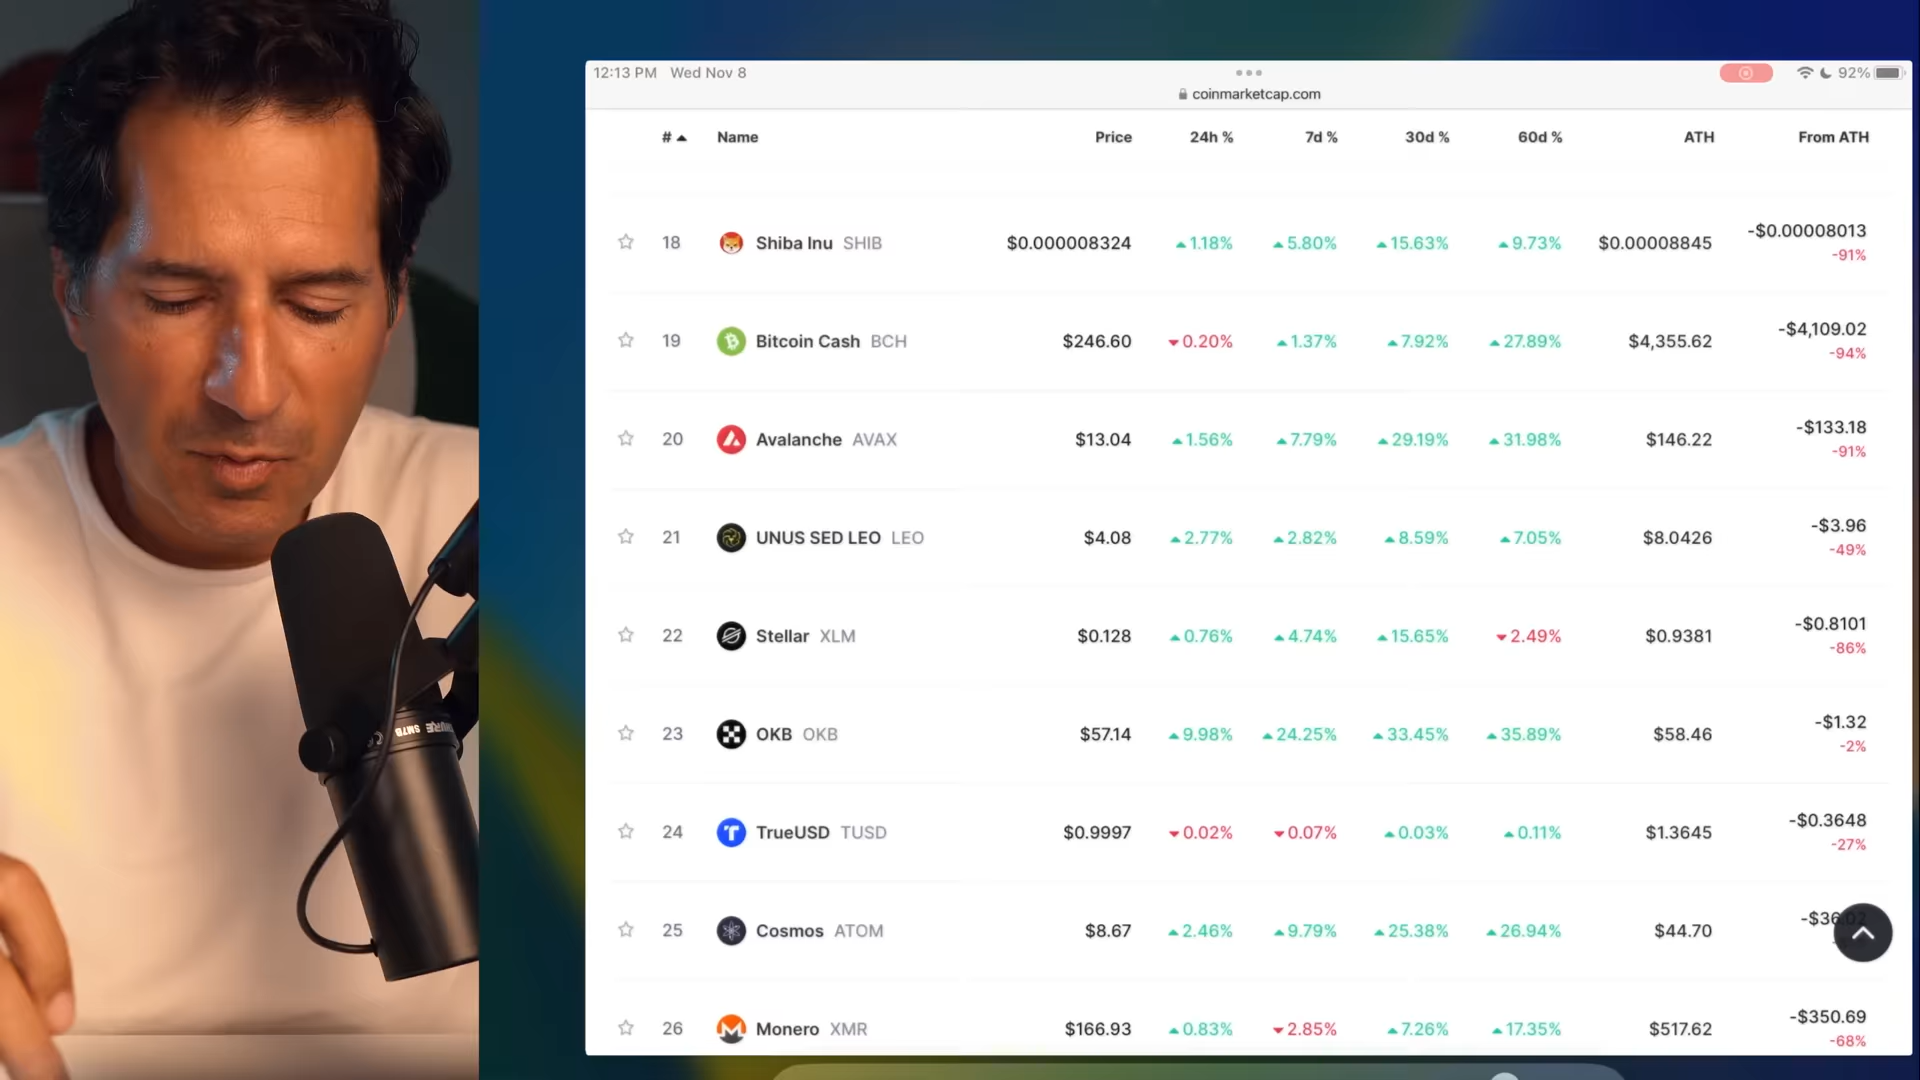 12:13 PM Wed Nov 8
92%
coinmarketcap.com
# Name Price 24h % 7d % 30d % 60d % ATH From ATH
18 Shiba Inu SHIB $0.000008324 1.18% 5.80% 15.63% 9.73% $0.00008845 -$0.00008013
-91%
19 Bitcoin Cash BCH $246.60 0.20% 1.37% 7.92% 27.89% $4,355.62 -$4,109.02
-94%
20 Avalanche AVAX $13.04 1.56% 7.79% 29.19% 31.98% $146.22 -$133.18
-91%
21 UNUS SED LEO LEO $4.08 2.77% 2.82% 8.59% 7.05% $8.0426 -$3.96
-49%
22 Stellar XLM $0.128 0.76% 4.74% 15.65% 2.49% $0.9381 -$0.8101
-86%
23 OKB OKB $57.14 9.98% 24.25% 33.45% 35.89% $58.46 -$1.32
-2%
24 TrueUSD TUSD $0.9997 0.02% 0.07% 0.03% 0.11% $1.3645 -$0.3648
-27%
25 Cosmos ATOM $8.67 2.46% 9.79% 25.38% 26.94% $44.70
26 Monero XMR $166.93 0.83% 2.85% 7.26% 17.35% $517.62 -$350.69
-68%
SHURE SM7B